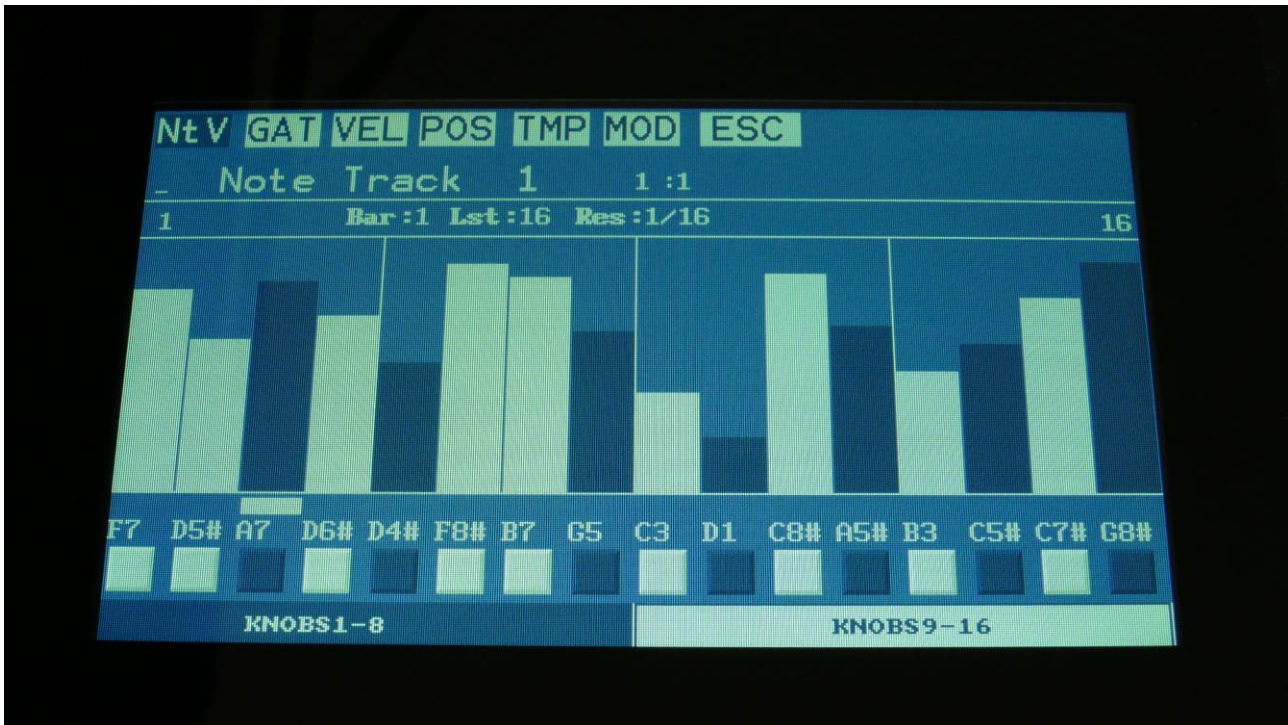 NtV GAT VEL POS TMP MOD ESC
_ Note Track 1 1 :1
1 Bar:1 Lst:16 Res:1/16 16
F7 D5# A7 D6# D4# F8# B7 G5 C3 D1 C8# A5# B3 C5# C7# G8#
KNOBS1-8 KNOBS9-16